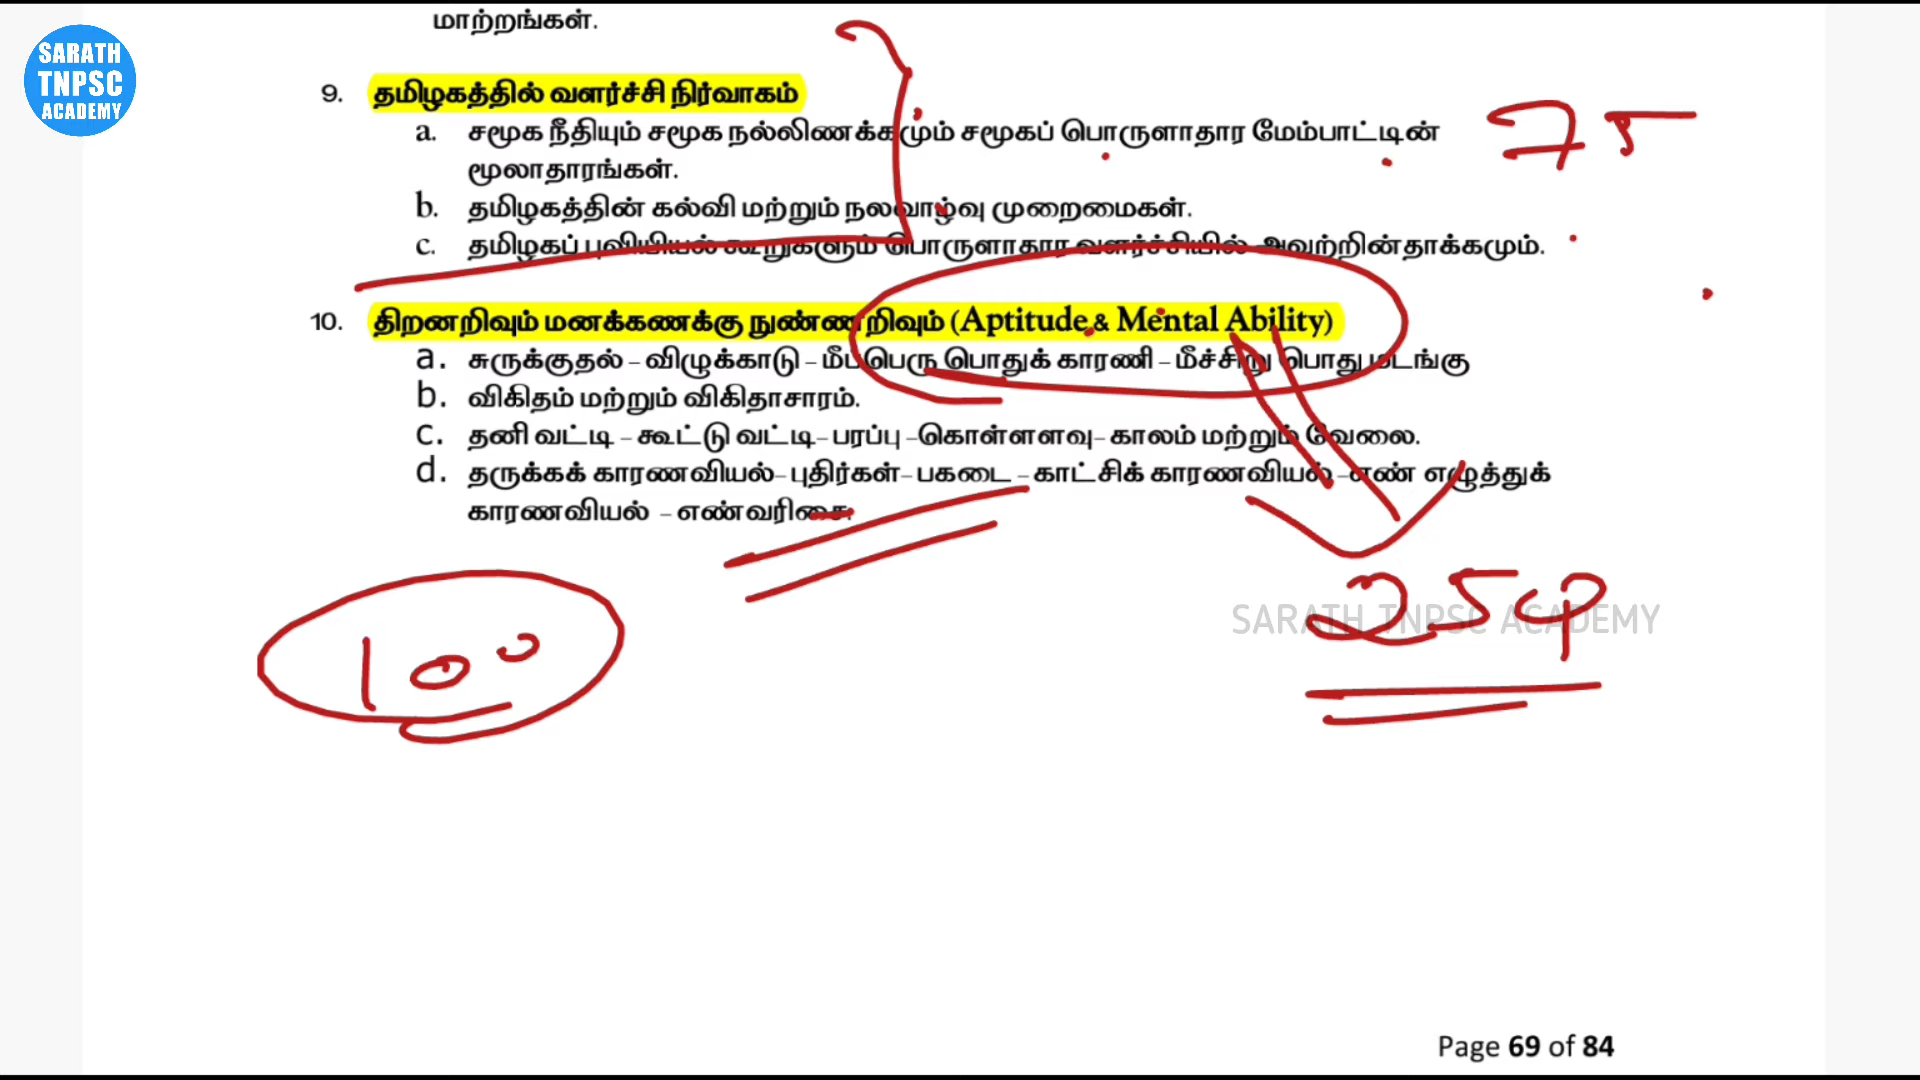 மாற்றங்கள்.
SARATH
TNPSC
ACADEMY
9. தமிழகத்தில் வளர்ச்சி நிர்வாகம்
a. சமூக நீதியும் சமூக நல்லிணக்கமும் சமூகப் பொருளாதார மேம்பாட்டின்
மூலாதாரங்கள்.
75
b. தமிழகத்தின் கல்வி மற்றும் நலவாழ்வு முறைமைகள்.
c. தமிழகப் புவியியல் கூறுகளும் பொருளாதார வளர்ச்சியில் அவற்றின்தாக்கமும்.
10. திறனறிவும் மனக்கணக்கு நுண்ணறிவும் (Aptitude & Mental Ability)
a. சுருக்குதல் – விழுக்காடு – மீப்பெரு பொதுக் காரணி – மீச்சிறு பொது மடங்கு
b. விகிதம் மற்றும் விகிதாசாரம்.
c. தனி வட்டி – கூட்டு வட்டி– பரப்பு –கொள்ளளவு– காலம் மற்றும் வேலை.
d. தருக்கக் காரணவியல்– புதிர்கள்– பகடை – காட்சிக் காரணவியல் –எண் எழுத்துக்
காரணவியல் – எண்வரிசை.
100
25
SARATH TNPSC ACADEMY
Page 69 of 84